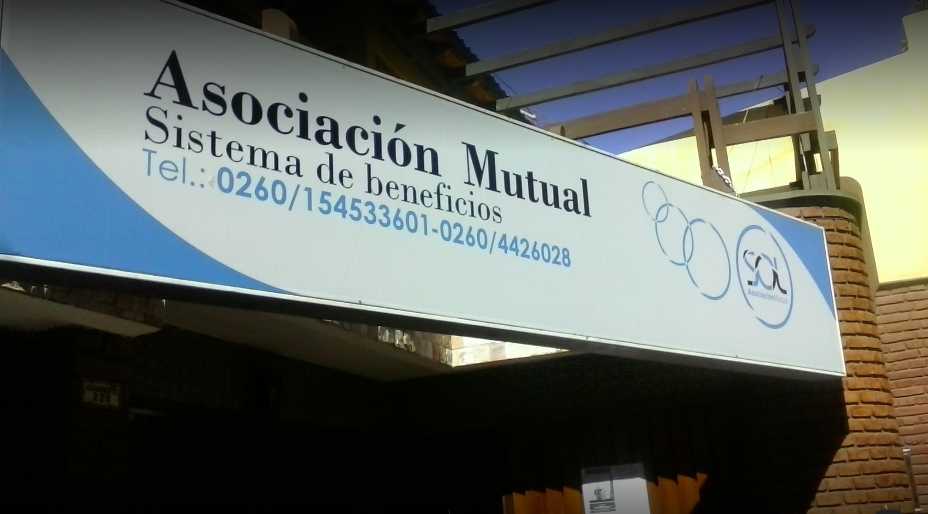 Asociación Mutual
Sistema de beneficios
Tel.: 0260/154533601-0260/4426028
SOL